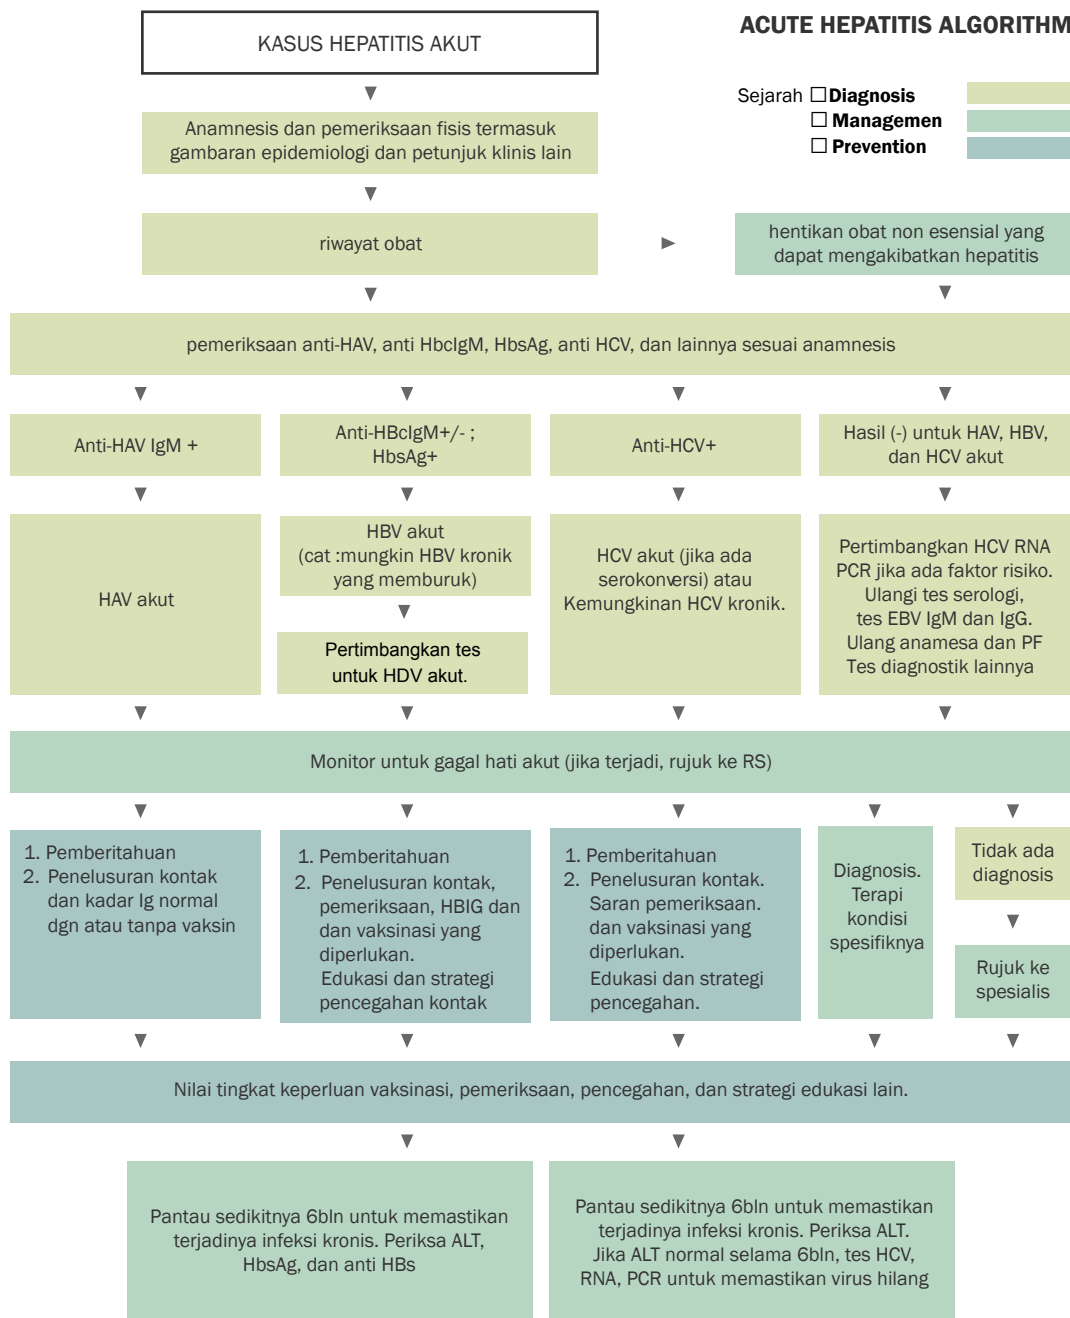 ACUTE HEPATITIS ALGORITHM
KASUS HEPATITIS AKUT
Sejarah ☐Diagnosis
☐ Managemen
☐ Prevention
Anamnesis dan pemeriksaan fisis termasuk
gambaran epidemiologi dan petunjuk klinis lain
riwayat obat
hentikan obat non esensial yang
dapat mengakibatkan hepatitis
pemeriksaan anti-HAV, anti HbcIgM, HbsAg, anti HCV, dan lainnya sesuai anamnesis
Anti-HAV IgM +
Anti-HBcIgM+/- ;
HbsAg+
Anti-HCV+
Hasil (-) untuk HAV, HBV,
dan HCV akut
HAV akut
HBV akut
(cat :mungkin HBV kronik
yang memburuk)
Pertimbangkan tes
untuk HDV akut.
HCV akut (jika ada
serokonversi) atau
Kemungkinan HCV kronik.
Pertimbangkan HCV RNA
PCR jika ada faktor risiko.
Ulangi tes serologi,
tes EBV IgM dan IgG.
Ulang anamesa dan PF
Tes diagnostik lainnya
Monitor untuk gagal hati akut (jika terjadi, rujuk ke RS)
1. Pemberitahuan
2. Penelusuran kontak
dan kadar Ig normal
dgn atau tanpa vaksin
1. Pemberitahuan
2. Penelusuran kontak,
pemeriksaan, HBIG dan
dan vaksinasi yang
diperlukan.
Edukasi dan strategi
pencegahan kontak
1. Pemberitahuan
2. Penelusuran kontak.
Saran pemeriksaan.
dan vaksinasi yang
diperlukan.
Edukasi dan strategi
pencegahan.
Diagnosis.
Terapi
kondisi
spesifiknya
Tidak ada
diagnosis
Rujuk ke
spesialis
Nilai tingkat keperluan vaksinasi, pemeriksaan, pencegahan, dan strategi edukasi lain.
Pantau sedikitnya 6bln untuk memastikan
terjadinya infeksi kronis. Periksa ALT,
HbsAg, dan anti HBs
Pantau sedikitnya 6bln untuk memastikan
terjadinya infeksi kronis. Periksa ALT.
Jika ALT normal selama 6bln, tes HCV,
RNA, PCR untuk memastikan virus hilang